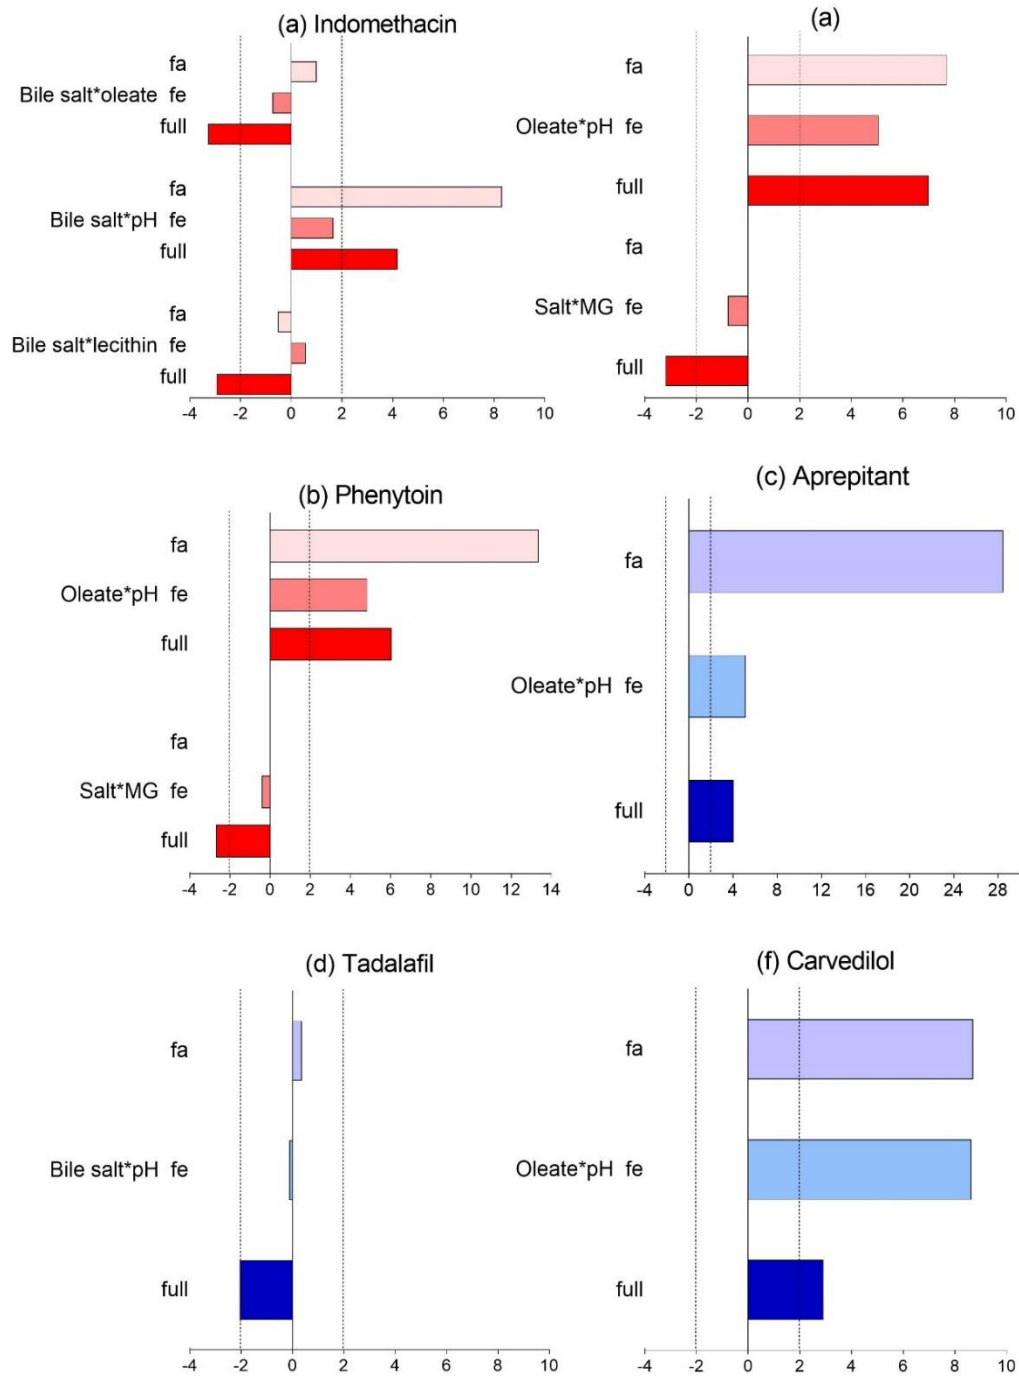 (a) Indomethacin
fa
Bile salt*oleate fe
full
fa
Bile salt*pH fe
full
fa
Bile salt*lecithin fe
full
-4 -2 0 2 4 6 8 10
(a)
fa
Oleate*pH fe
full
fa
Salt*MG fe
full
-4 -2 0 2 4 6 8 10
(b) Phenytoin
fa
Oleate*pH fe
full
fa
Salt*MG fe
full
-4 -2 0 2 4 6 8 10 12 14
(c) Aprepitant
fa
Oleate*pH fe
full
-4 0 4 8 12 16 20 24 28
(d) Tadalafil
fa
Bile salt*pH fe
full
-4 -2 0 2 4 6 8 10
(f) Carvedilol
fa
Oleate*pH fe
full
-4 -2 0 2 4 6 8 10